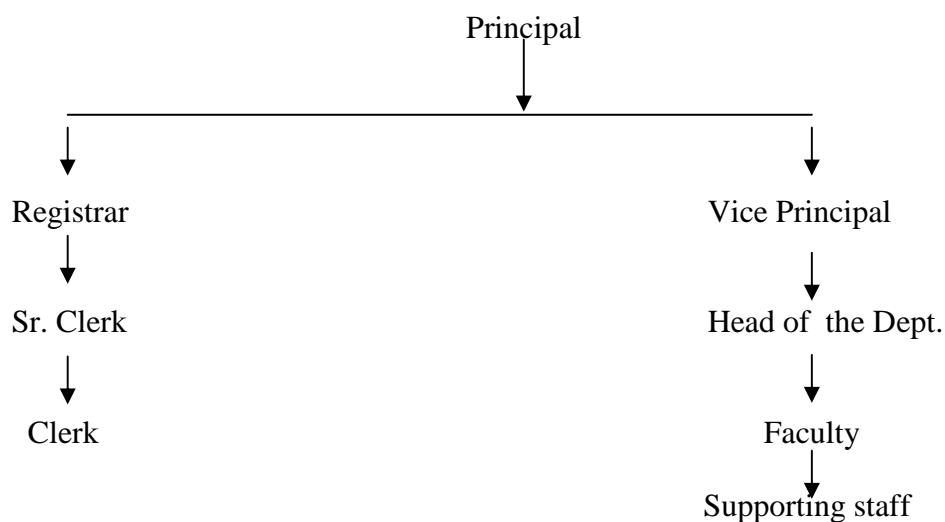 Principal
Registrar
Vice Principal
Sr. Clerk
Head of the Dept.
Clerk
Faculty
Supporting staff